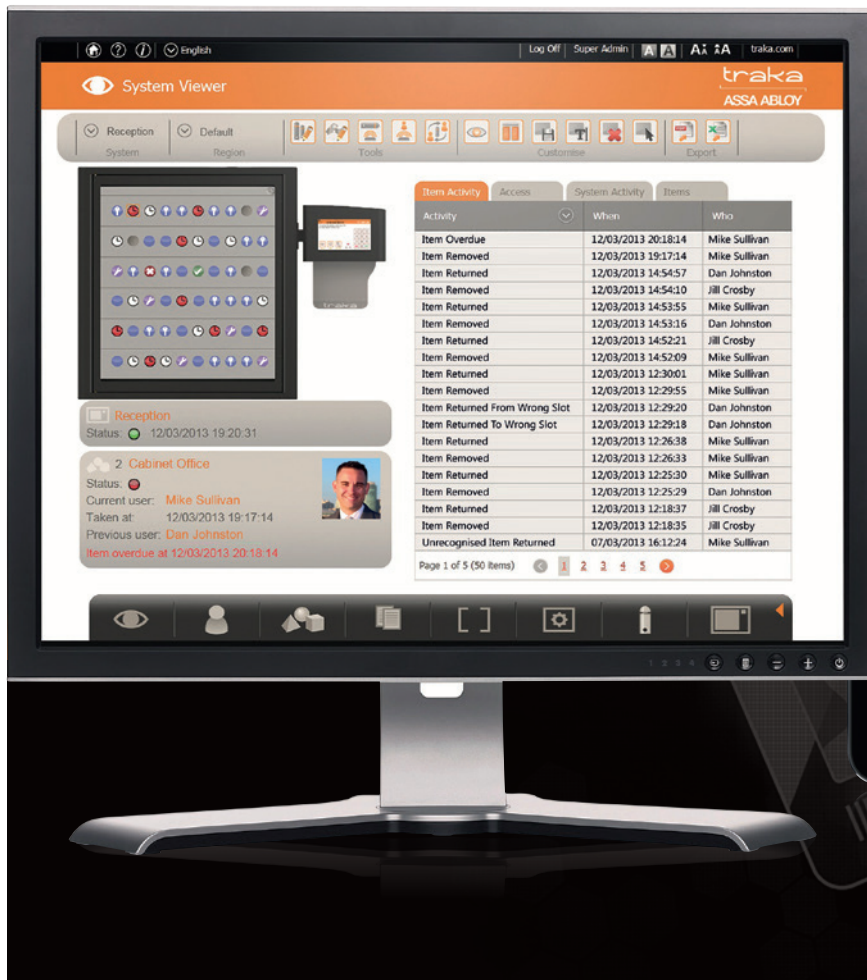 English
Log Off Super Admin A A A A traka.com
System Viewer
traka
ASSA ABLOY
Reception Default
System Region Tools Customise Export
Item Activity Access System Activity Items
Activity When Who
Item Overdue 12/03/2013 20:18:14 Mike Sullivan
Item Removed 12/03/2013 19:17:14 Mike Sullivan
Item Returned 12/03/2013 14:54:57 Dan Johnston
Item Removed 12/03/2013 14:54:10 Jill Crosby
Item Returned 12/03/2013 14:53:55 Mike Sullivan
Item Removed 12/03/2013 14:53:16 Dan Johnston
Item Returned 12/03/2013 14:52:21 Jill Crosby
Item Removed 12/03/2013 14:52:09 Mike Sullivan
Item Returned 12/03/2013 12:30:01 Mike Sullivan
Item Removed 12/03/2013 12:29:55 Mike Sullivan
Item Returned From Wrong Slot 12/03/2013 12:29:20 Dan Johnston
Item Returned To Wrong Slot 12/03/2013 12:29:18 Dan Johnston
Item Returned 12/03/2013 12:26:38 Mike Sullivan
Item Removed 12/03/2013 12:26:33 Mike Sullivan
Item Returned 12/03/2013 12:25:30 Mike Sullivan
Item Removed 12/03/2013 12:25:29 Dan Johnston
Item Returned 12/03/2013 12:18:37 Jill Crosby
Item Removed 12/03/2013 12:18:35 Jill Crosby
Unrecognised Item Returned 07/03/2013 16:12:24 Mike Sullivan
Page 1 of 5 (50 items) 1 2 3 4 5
Reception
Status: 12/03/2013 19:20:31
2 Cabinet Office
Status:
Current user: Mike Sullivan
Taken at: 12/03/2013 19:17:14
Previous user: Dan Johnston
Item overdue at 12/03/2013 20:18:14
1 2 3 4